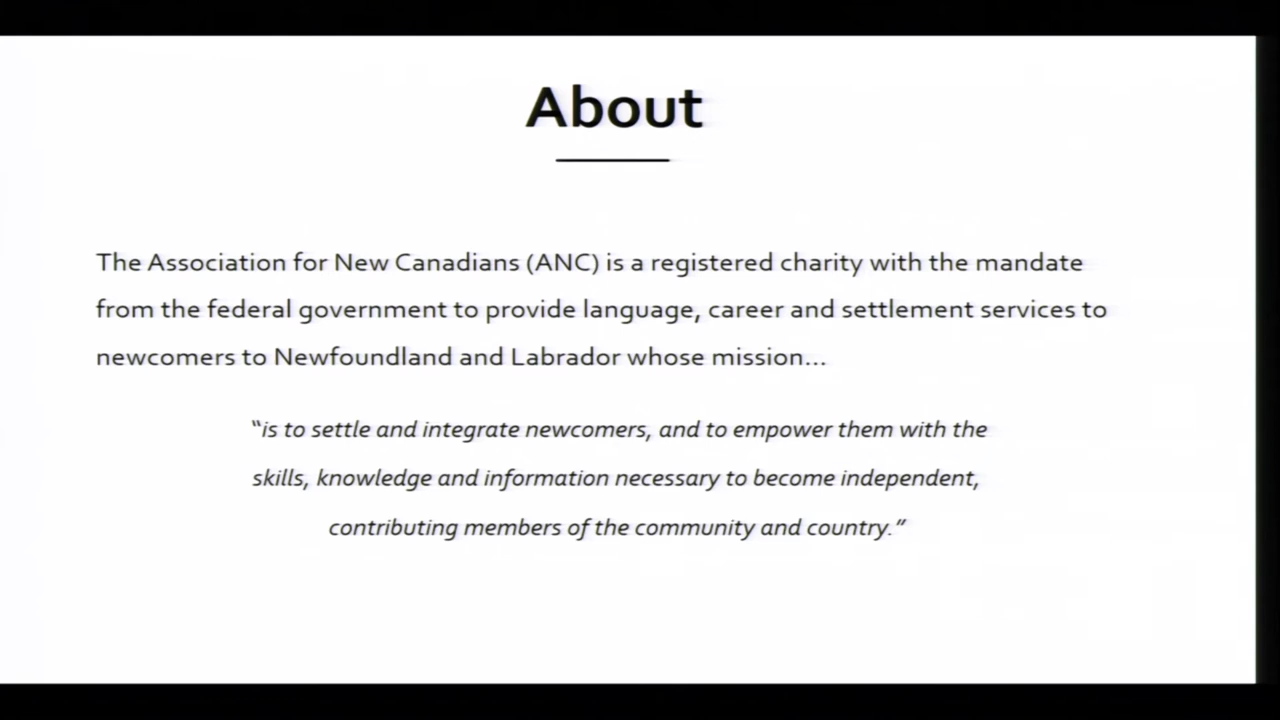 About
The Association for New Canadians (ANC) is a registered charity with the mandate
from the federal government to provide language, career and settlement services to
newcomers to Newfoundland and Labrador whose mission...
“is to settle and integrate newcomers, and to empower them with the
skills, knowledge and information necessary to become independent,
contributing members of the community and country.”